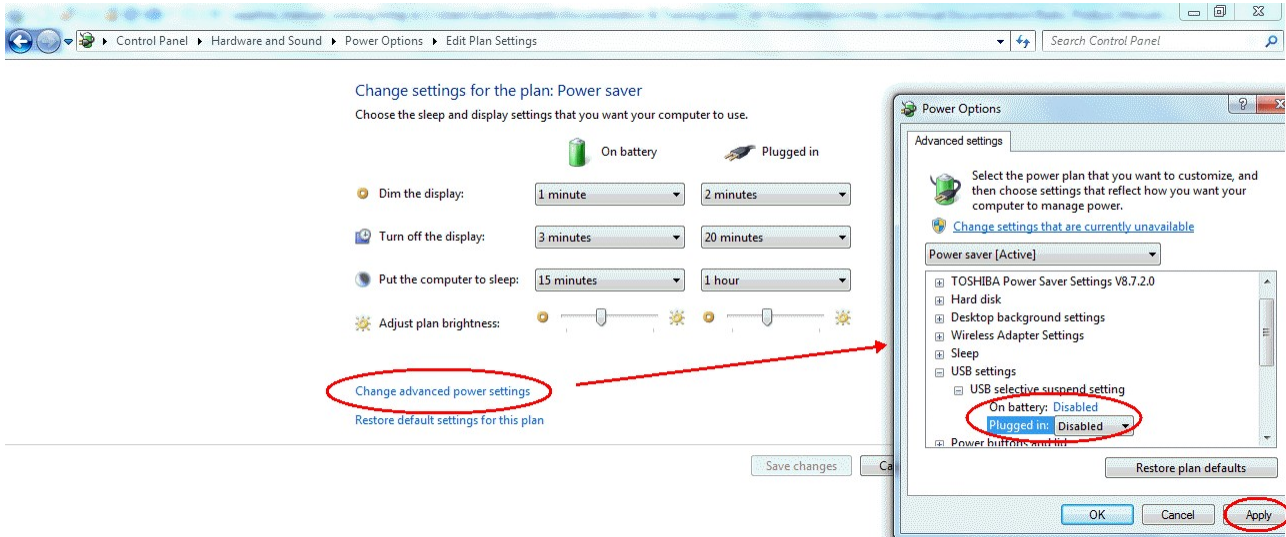 Control Panel ▸ Hardware and Sound ▸ Power Options ▸ Edit Plan Settings
Search Control Panel
Change settings for the plan: Power saver
Choose the sleep and display settings that you want your computer to use.
On battery Plugged in
Dim the display: 1 minute 2 minutes
Turn off the display: 3 minutes 20 minutes
Put the computer to sleep: 15 minutes 1 hour
Adjust plan brightness:
Change advanced power settings
Restore default settings for this plan
Save changes
Power Options
Advanced settings
Select the power plan that you want to customize, and
then choose settings that reflect how you want your
computer to manage power.
Change settings that are currently unavailable
Power saver [Active]
TOSHIBA Power Saver Settings V8.7.2.0
Hard disk
Desktop background settings
Wireless Adapter Settings
Sleep
USB settings
USB selective suspend setting
On battery: Disabled
Plugged in: Disabled
Power buttons and lid
Restore plan defaults
OK Cancel Apply